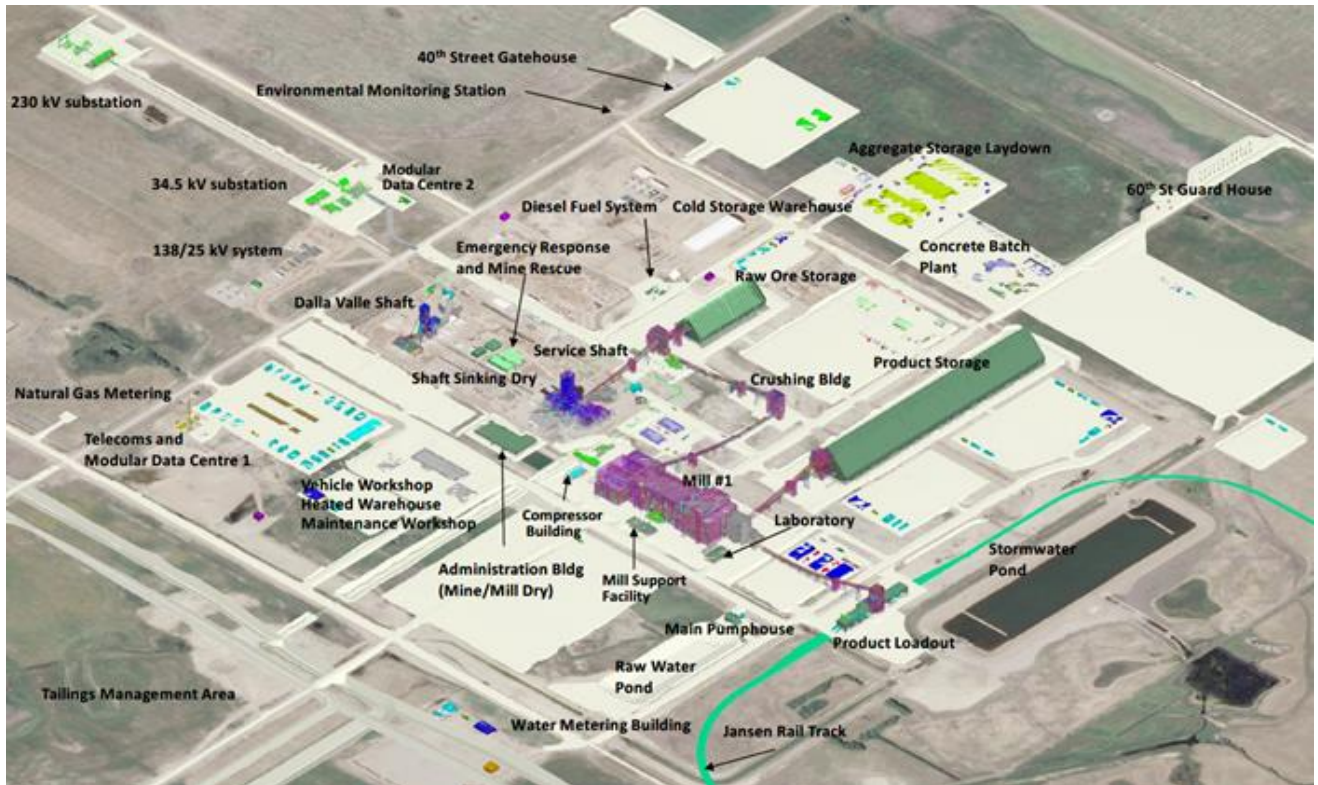 40th Street Gatehouse
Environmental Monitoring Station
230 kV substation
Aggregate Storage Laydown
Modular
Data Centre 2
34.5 kV substation
60th St Guard House
Diesel Fuel System
Cold Storage Warehouse
138/25 kV system
Emergency Response
and Mine Rescue
Concrete Batch
Plant
Raw Ore Storage
Dalla Valle Shaft
Service Shaft
Product Storage
Shaft Sinking Dry
Crushing Bldg
Natural Gas Metering
Telecoms and
Modular Data Centre 1
Vehicle Workshop
Heated Warehouse
Maintenance Workshop
Mill #1
Compressor
Building
Laboratory
Stormwater
Pond
Administration Bldg
(Mine/Mill Dry)
Mill Support
Facility
Main Pumphouse
Product Loadout
Raw Water
Pond
Tailings Management Area
Water Metering Building
Jansen Rail Track